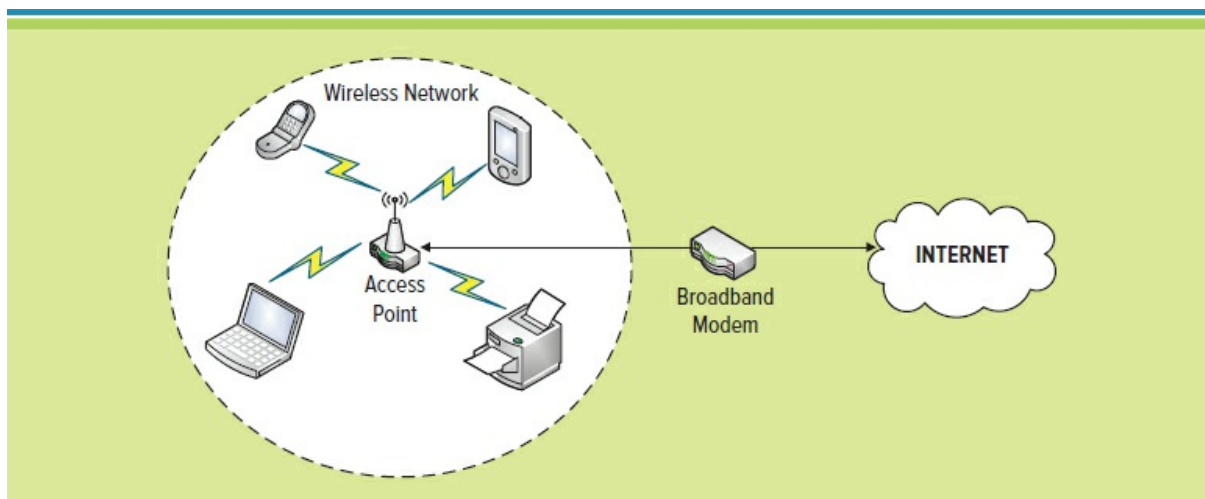 Wireless Network
Access
Point
Broadband
Modem
INTERNET